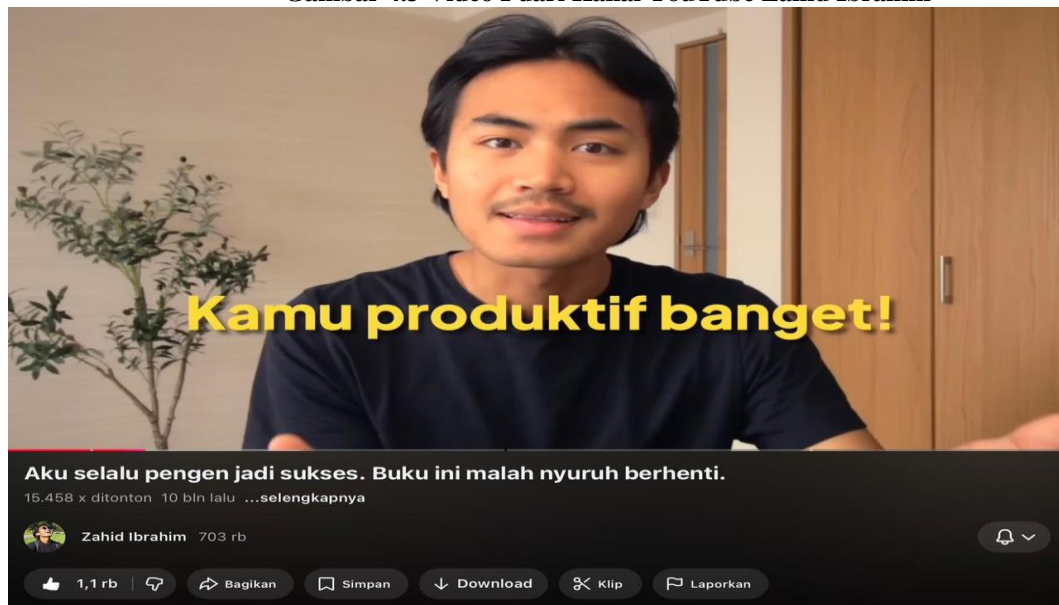 Kamu produktif banget!
Aku selalu pengen jadi sukses. Buku ini malah nyuruh berhenti.
15.458 x ditonton 10 bln lalu ...selengkapnya
Zahid Ibrahim 703 rb
1,1 rb Bagikan Simpan Download Klip Laporkan